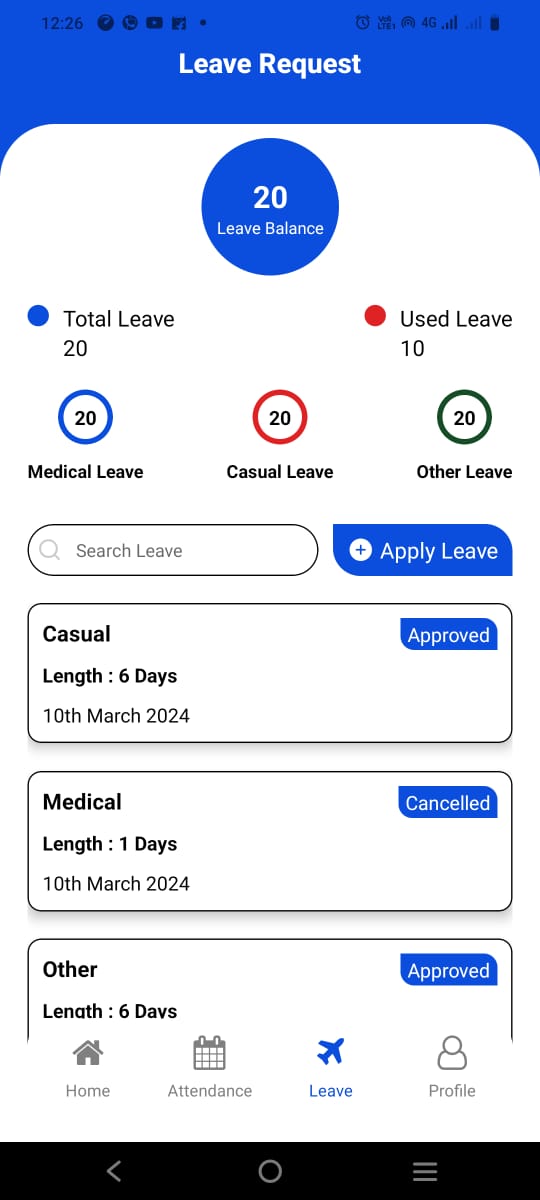 12:26
Vo)
LTE1
4G
Leave Request
20
Leave Balance
Total Leave
20
Used Leave
10
20
20
20
Medical Leave
Casual Leave
Other Leave
Search Leave
Apply Leave
Casual
Approved
Length : 6 Days
10th March 2024
Medical
Cancelled
Length : 1 Days
10th March 2024
Other
Approved
Length : 6 Days
Home
Attendance
Leave
Profile